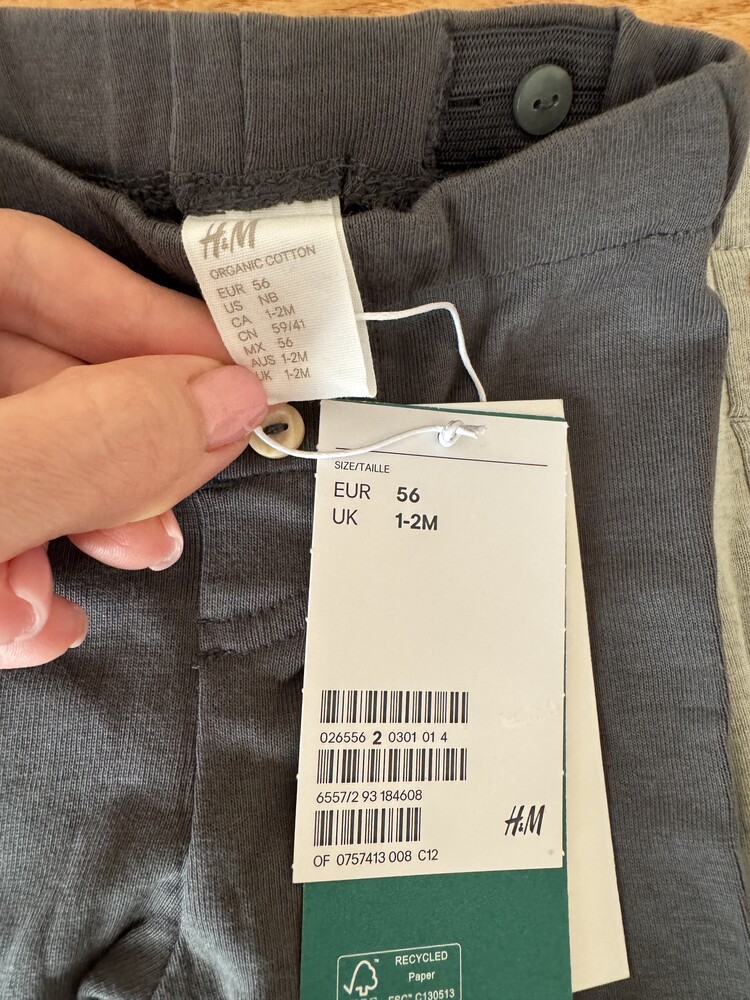 H&M
ORGANIC COTTON
EUR 56
US NB
CA 1-2M
CN 59/41
MX 56
AUS 1-2M
UK 1-2M
SIZE/TAILLE
EUR 56
UK 1-2M
026556 2 0301 01 4
6557/2 93 184608
H&M
OF 0757413 008 C12
RECYCLED
Paper
FSC™ C130513